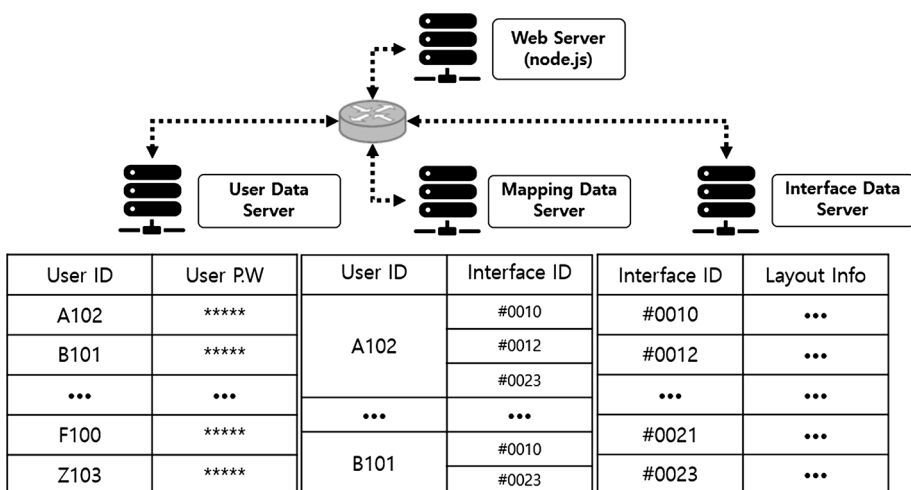 Web Server
(node.js)
User Data
Server
Mapping Data
Server
Interface Data
Server
User ID User P.W
A102 *****
B101 *****
••• •••
F100 *****
Z103 *****
User ID Interface ID
A102
#0010
#0012
#0023
••• •••
B101
#0010
#0023
Interface ID Layout Info
#0010 •••
#0012 •••
••• •••
#0021 •••
#0023 •••